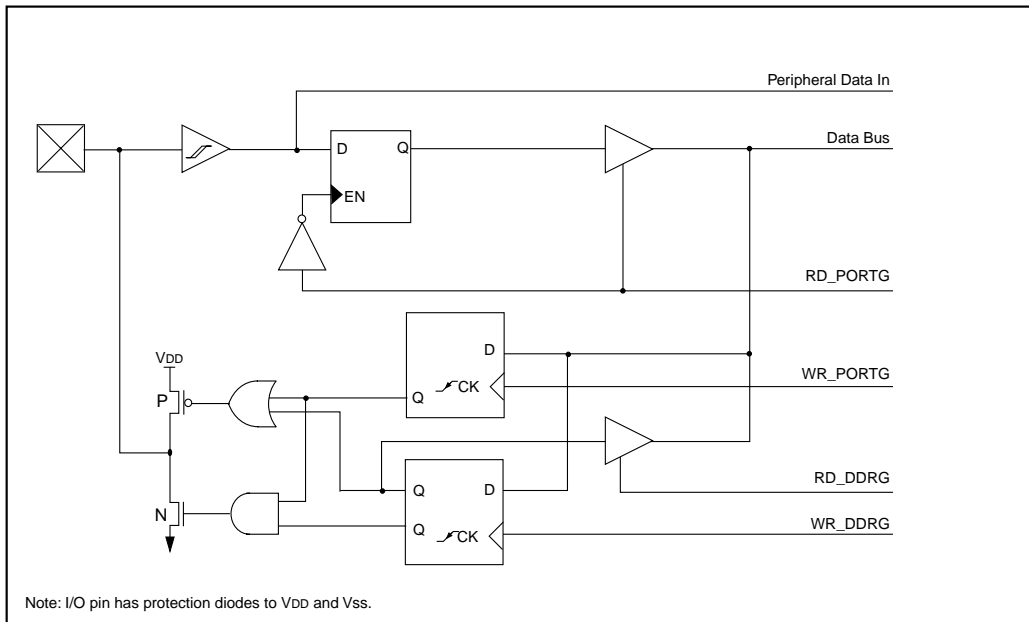 Peripheral Data In
D
Q
Data Bus
EN
RD_PORTG
VDD
P
D
Q
CK
WR_PORTG
N
Q
D
Q
CK
RD_DDRG
WR_DDRG
Note: I/O pin has protection diodes to VDD and Vss.